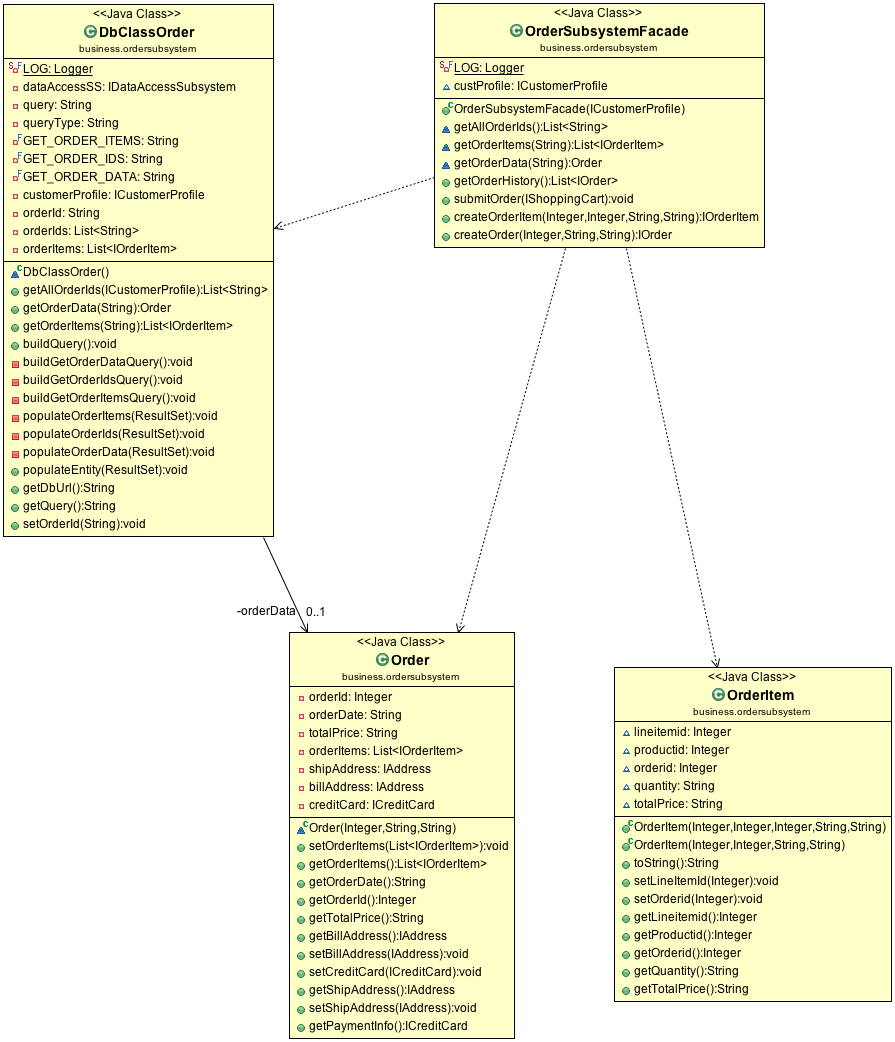 <<Java Class>>
DbClassOrder
business.ordersubsystem
LOG: Logger
dataAccessSS: IDataAccessSubsystem
query: String
queryType: String
GET_ORDER_ITEMS: String
GET_ORDER_IDS: String
GET_ORDER_DATA: String
customerProfile: ICustomerProfile
orderId: String
orderIds: List<String>
orderItems: List<IOrderItem>
DbClassOrder()
getAllOrderIds(ICustomerProfile):List<String>
getOrderData(String):Order
getOrderItems(String):List<IOrderItem>
buildQuery():void
buildGetOrderDataQuery():void
buildGetOrderIdsQuery():void
buildGetOrderItemsQuery():void
populateOrderItems(ResultSet):void
populateOrderIds(ResultSet):void
populateOrderData(ResultSet):void
populateEntity(ResultSet):void
getDbUrl():String
getQuery():String
setOrderId(String):void
<<Java Class>>
OrderSubsystemFacade
business.ordersubsystem
LOG: Logger
custProfile: ICustomerProfile
OrderSubsystemFacade(ICustomerProfile)
getAllOrderIds():List<String>
getOrderItems(String):List<IOrderItem>
getOrderData(String):Order
getOrderHistory():List<IOrder>
submitOrder(IShoppingCart):void
createOrderItem(Integer,Integer,String,String):IOrderItem
createOrder(Integer,String,String):IOrder
-orderData 0..1
<<Java Class>>
Order
business.ordersubsystem
orderId: Integer
orderDate: String
totalPrice: String
orderItems: List<IOrderItem>
shipAddress: IAddress
billAddress: IAddress
creditCard: ICreditCard
Order(Integer,String,String)
setOrderItems(List<IOrderItem>):void
getOrderItems():List<IOrderItem>
getOrderDate():String
getOrderId():Integer
getTotalPrice():String
getBillAddress():IAddress
setBillAddress(IAddress):void
setCreditCard(ICreditCard):void
getShipAddress():IAddress
setShipAddress(IAddress):void
getPaymentInfo():ICreditCard
<<Java Class>>
OrderItem
business.ordersubsystem
lineitemid: Integer
productid: Integer
orderid: Integer
quantity: String
totalPrice: String
OrderItem(Integer,Integer,Integer,String,String)
OrderItem(Integer,Integer,String,String)
toString():String
setLineItemId(Integer):void
setOrderid(Integer):void
getLineitemid():Integer
getProductid():Integer
getOrderid():Integer
getQuantity():String
getTotalPrice():String